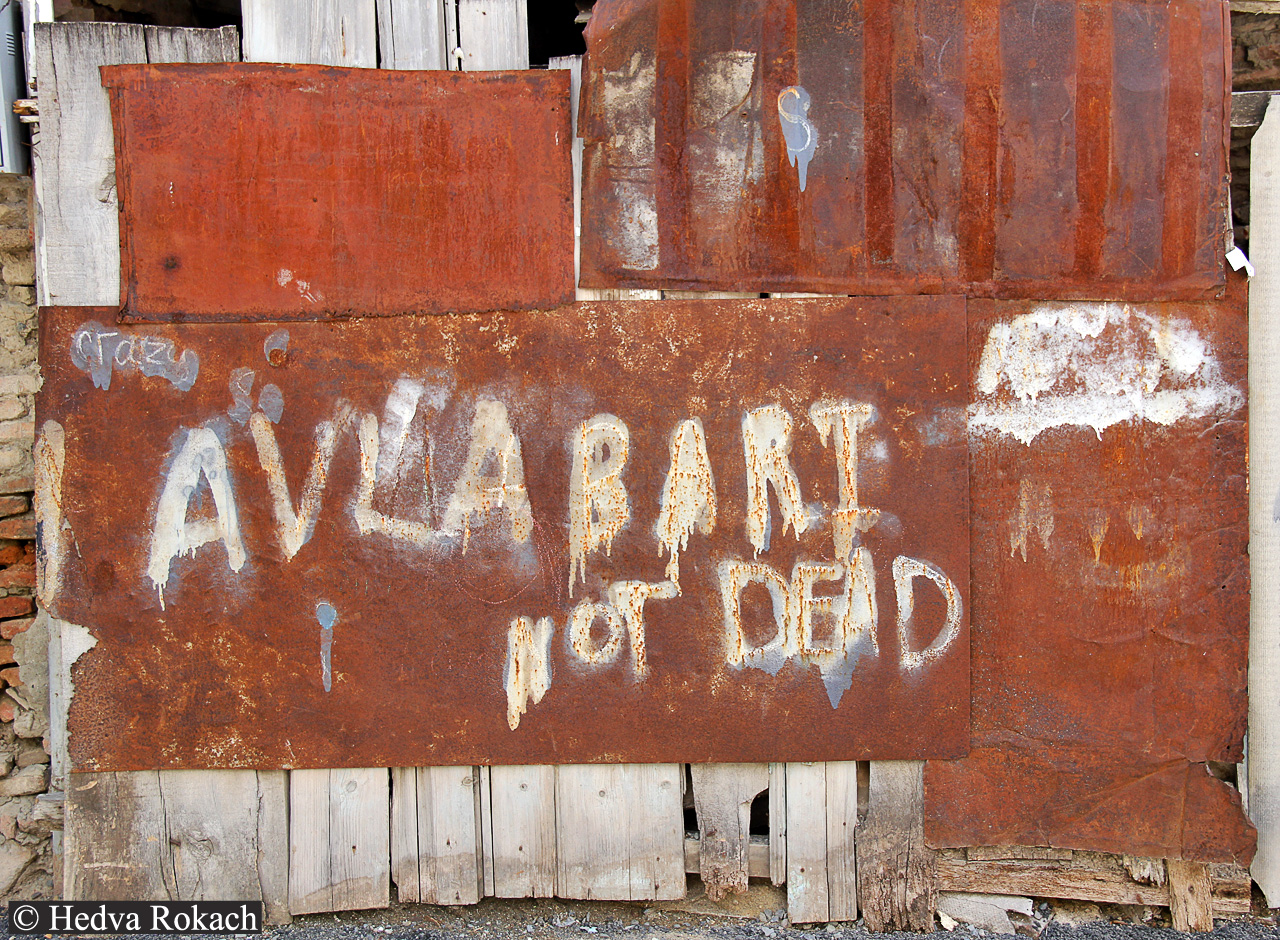 S
crazy
AVLABARI
NOT DEAD
© Hedva Rokach